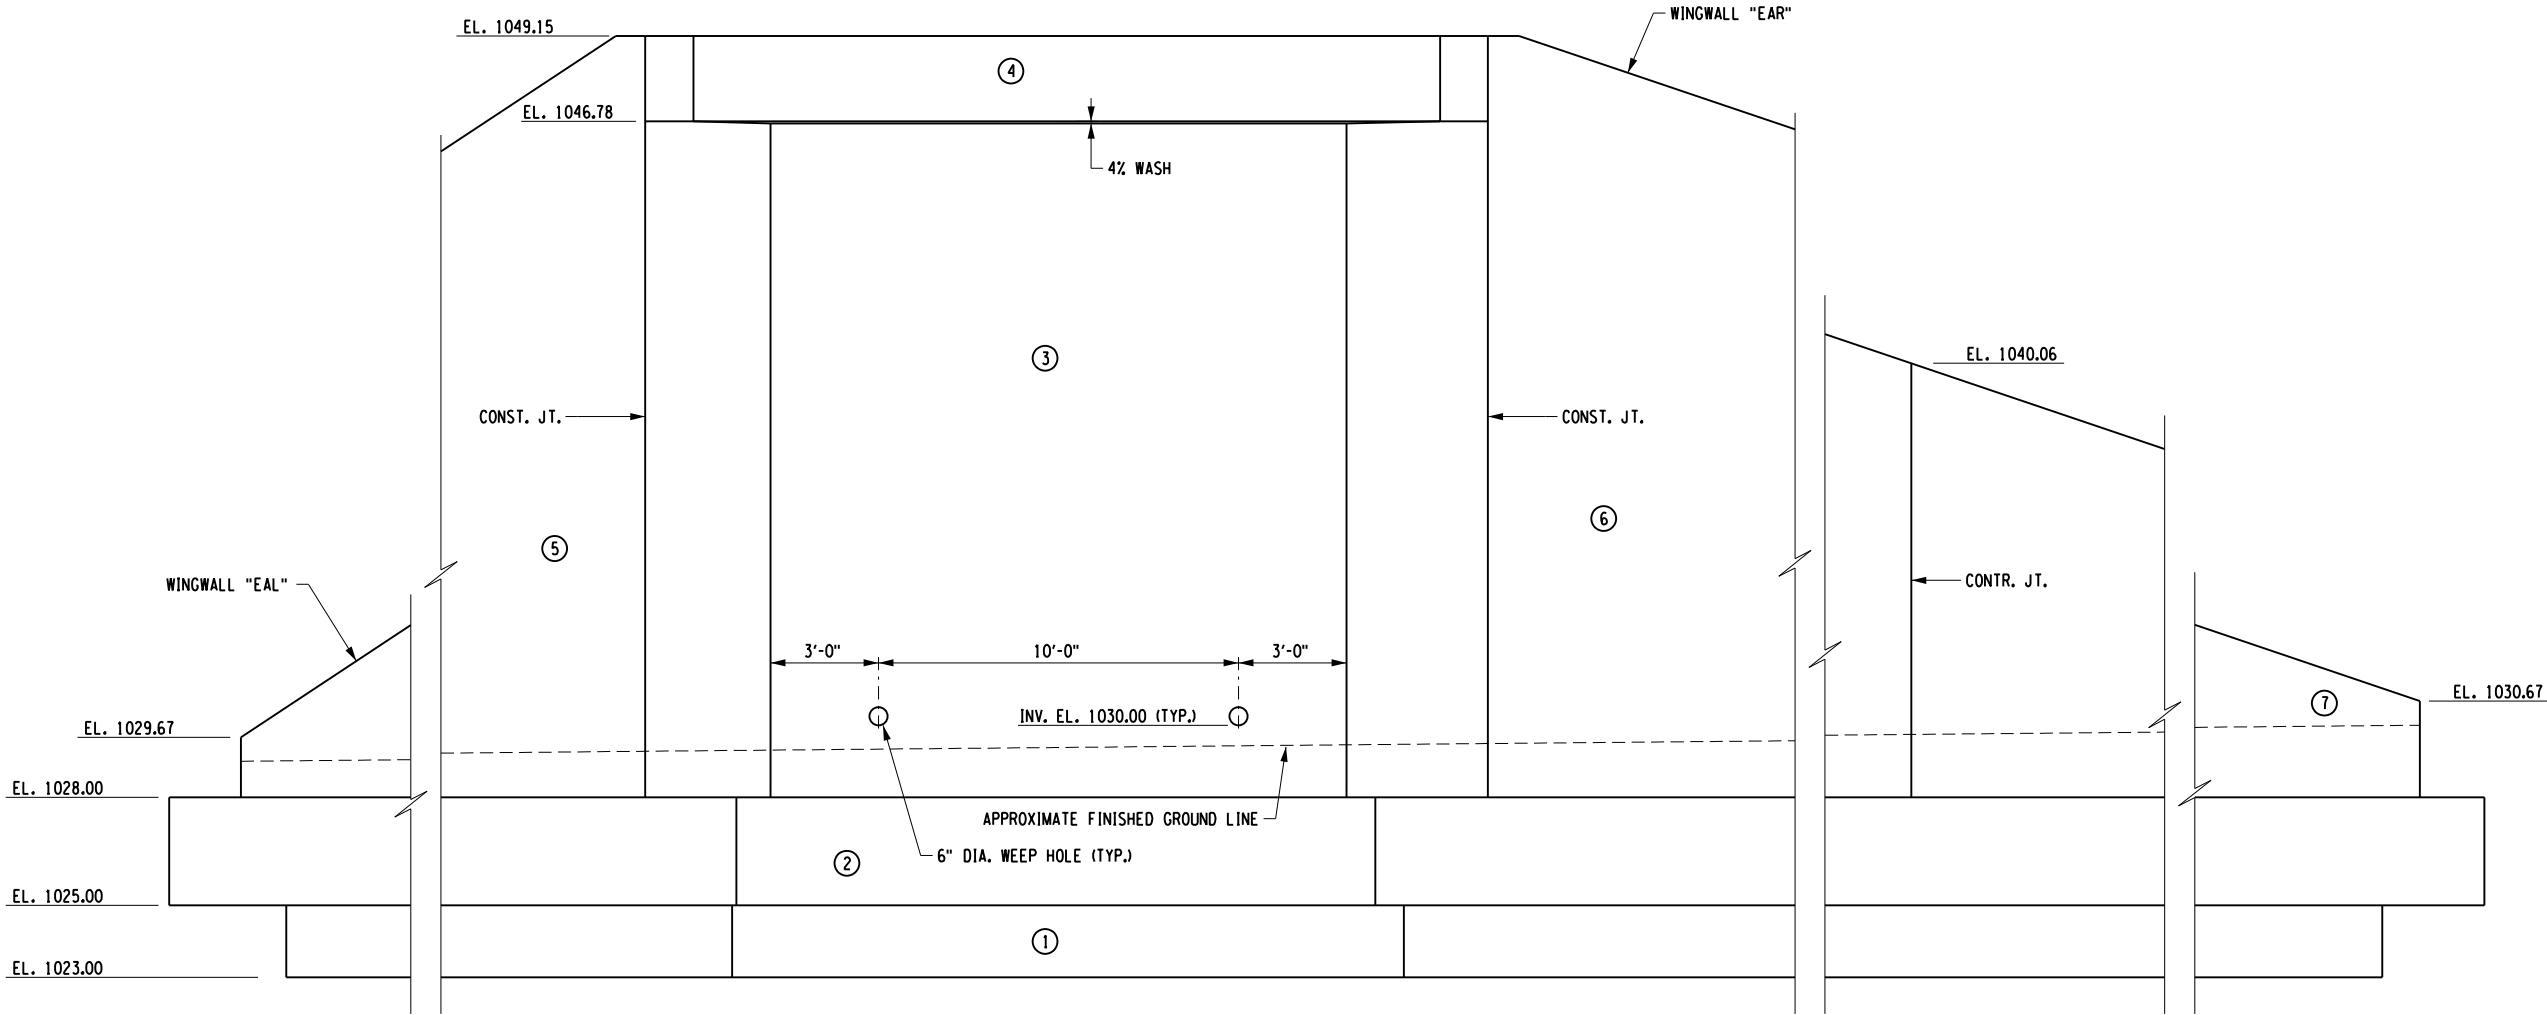 WINGWALL "EAR"
EL. 1049.15
4
EL. 1046.78
4% WASH
3
EL. 1040.06
CONST. JT.
CONST. JT.
6
5
CONTR. JT.
WINGWALL "EAL"
3'-0"
10'-0"
3'-0"
EL. 1030.67
7
INV. EL. 1030.00 (TYP.)
EL. 1029.67
EL. 1028.00
APPROXIMATE FINISHED GROUND LINE
6" DIA. WEEP HOLE (TYP.)
2
EL. 1025.00
1
EL. 1023.00